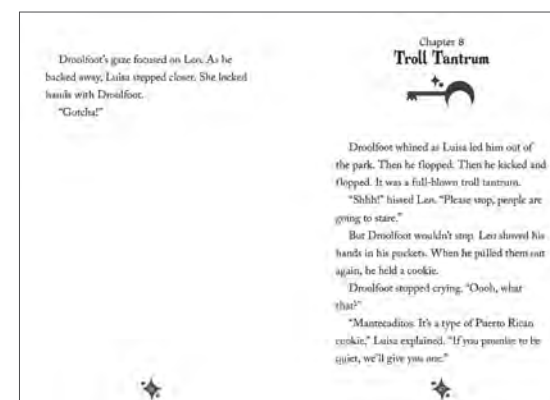 Droolfoot's gaze focused on Leo. As he
backed away, Luisa stepped closer. She locked
hands with Droolfoot.
"Gotcha!"
Chapter 8
Troll Tantrum
Droolfoot whined as Luisa led him out of
the park. Then he flopped. Then he kicked and
flopped. It was a full-blown troll tantrum.
"Shhh!" hissed Leo. "Please stop, people are
going to stare."
But Droolfoot wouldn't stop. Leo shoved his
hands in his pockets. When he pulled them out
again, he held a cookie.
Droolfoot stopped crying. "Oooh, what
that?"
"Mantecaditos. It's a type of Puerto Rican
cookie," Luisa explained. "If you promise to be
quiet, we'll give you one."